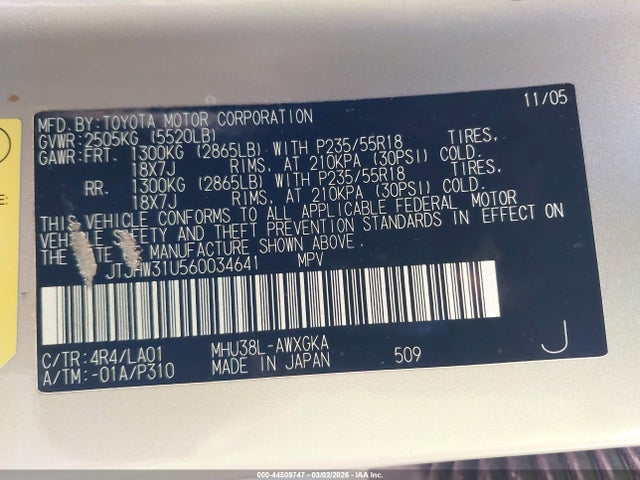 11/05
MFD.BY:TOYOTA MOTOR CORPORATION
GVWR:2505KG (5520LB)
GAWR:FRT. 1300KG (2865LB) WITH P235/55R18 TIRES,
18X7J RIMS, AT 210KPA (30PSI) COLD.
RR. 1300KG (2865LB) WITH P235/55R18 TIRES,
18X7J RIMS, AT 210KPA (30PSI) COLD.
THIS VEHICLE CONFORMS TO ALL APPLICABLE FEDERAL MOTOR
VEHICLE SAFETY AND THEFT PREVENTION STANDARDS IN EFFECT ON
THE MANUFACTURE SHOWN ABOVE.
JTJHW31U560034641 MPV
C/TR:4R4/LA01 MHU38L-AWXGKA
A/TM:-01A/P310 MADE IN JAPAN 509 J
E:
000-44509747 - 03/02/2026 - IAAI.COM